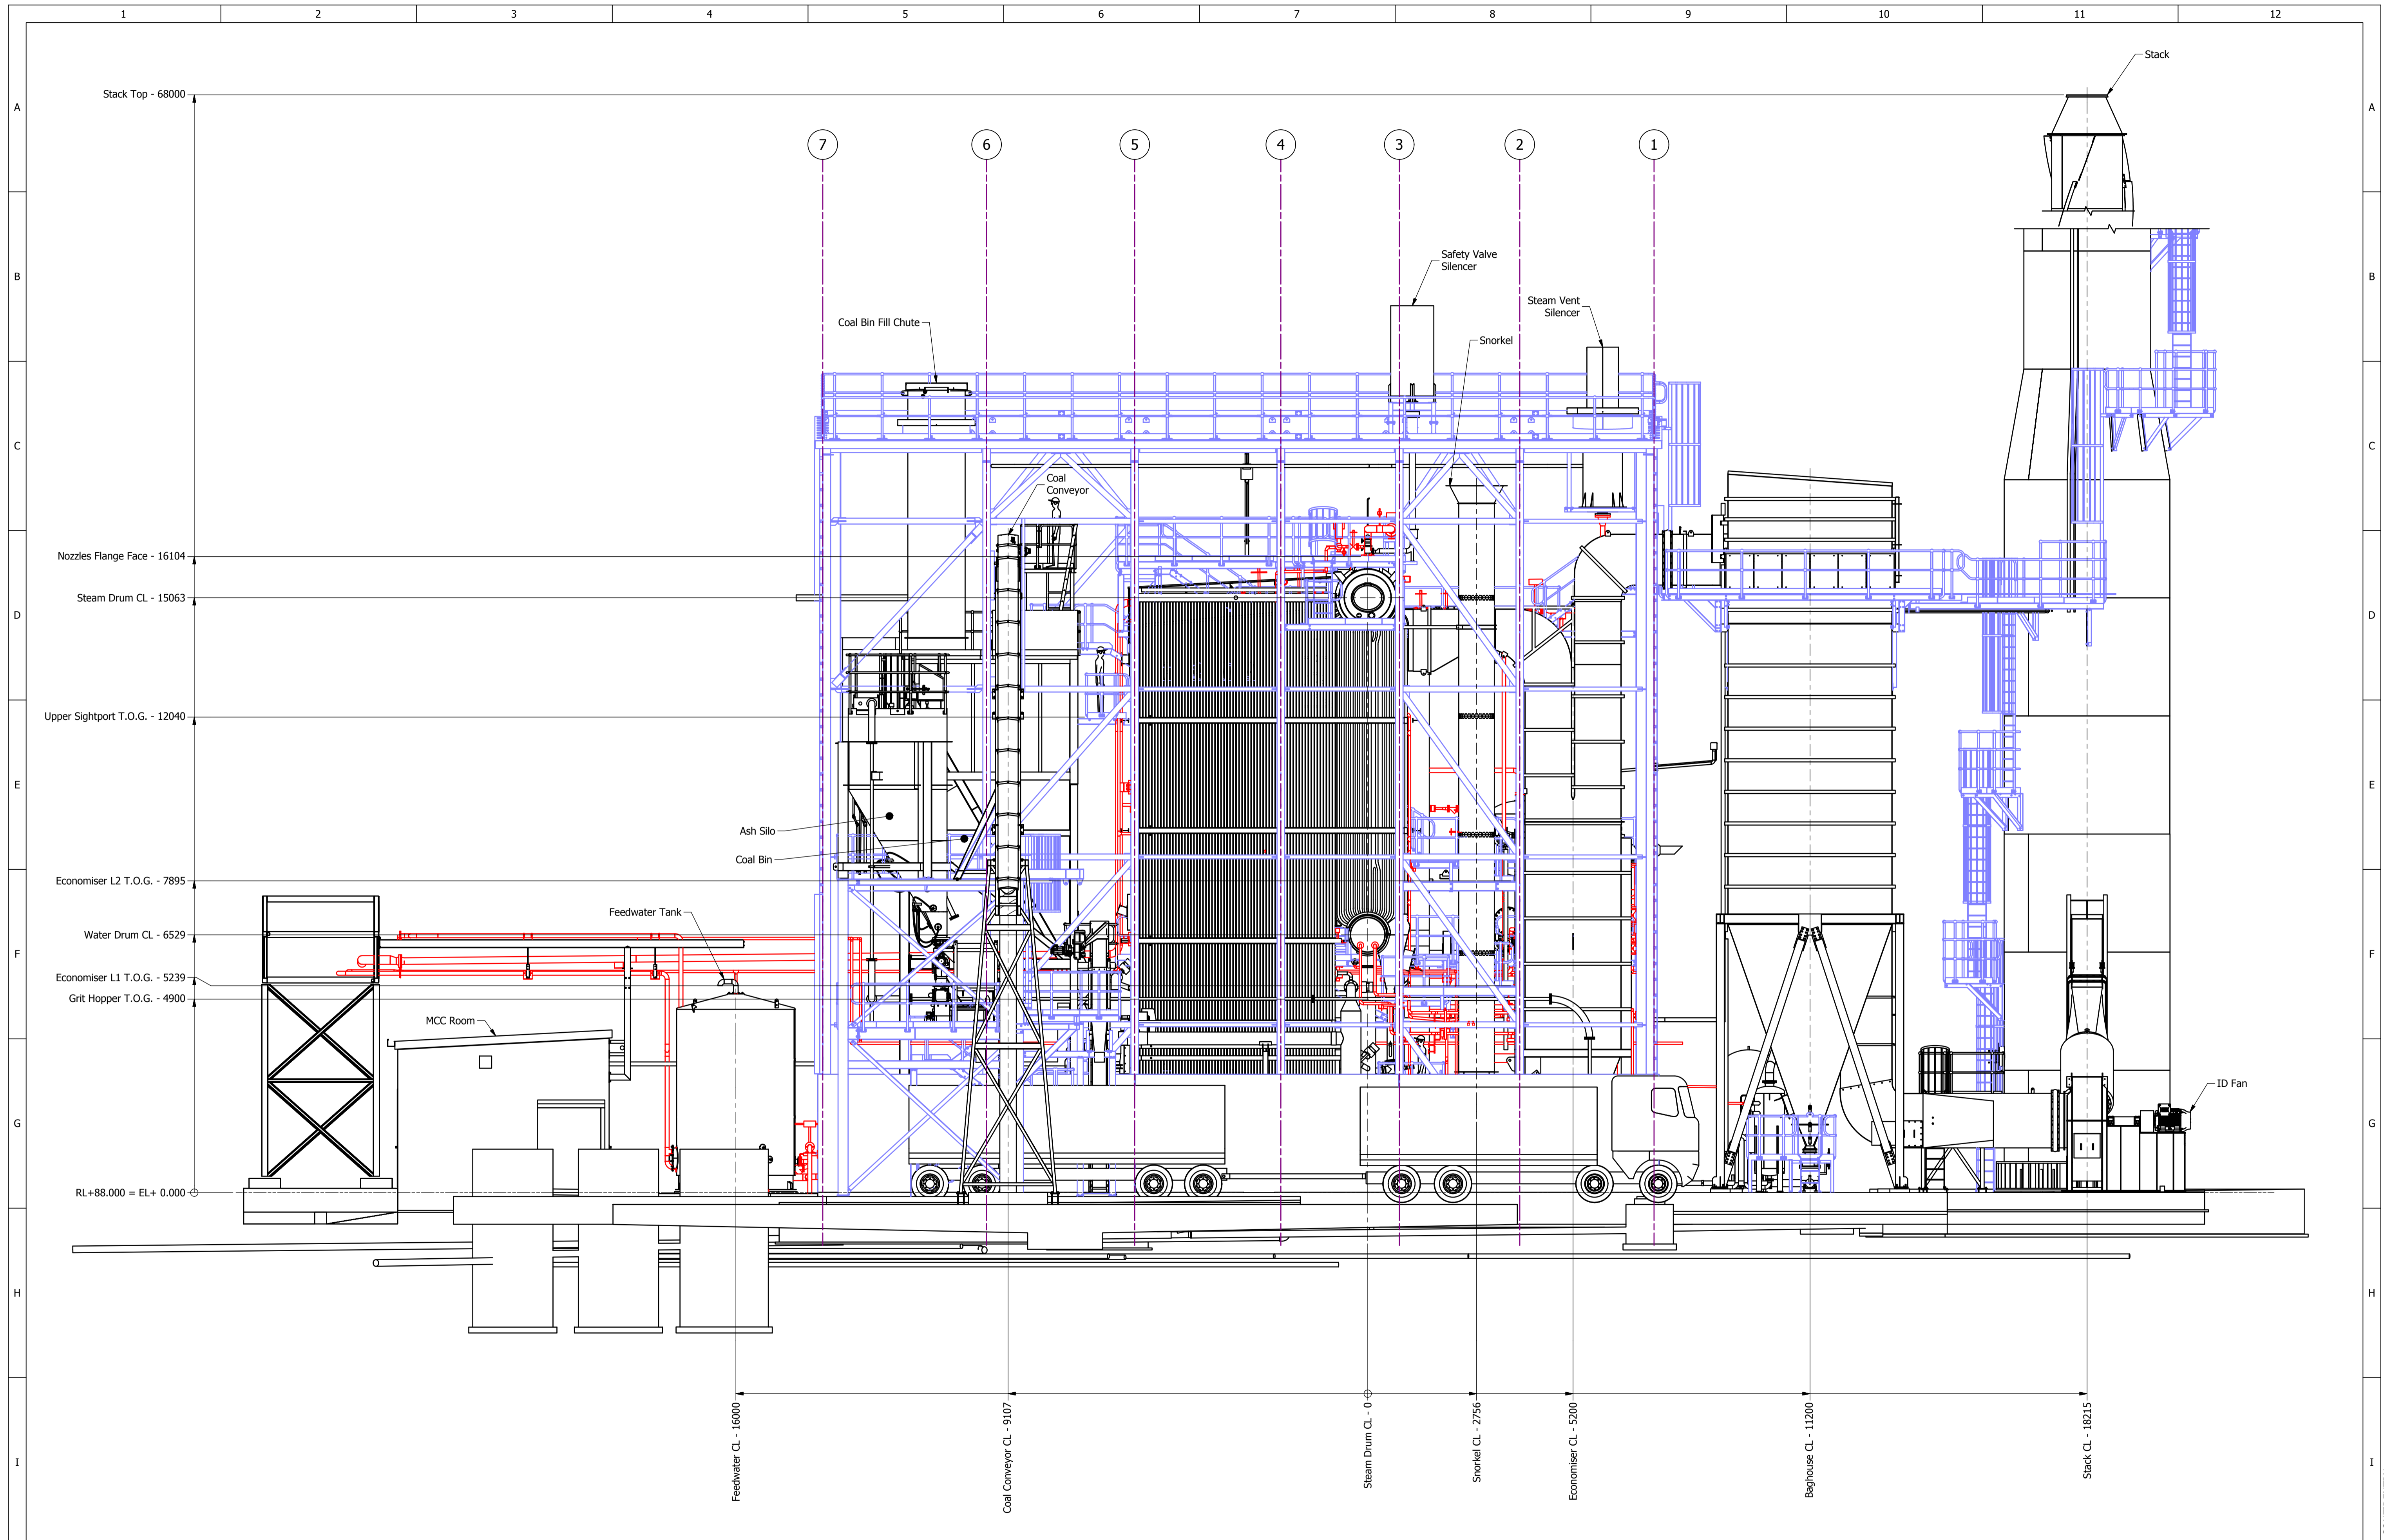 1 2 3 4 5 6 7 8 9 10 11 12
Stack
Stack Top - 68000
A A
7 6 5 4 3 2 1
Safety Valve
Silencer
B B
Steam Vent
Silencer
Coal Bin Fill Chute
Snorkel
C C
Coal
Conveyor
Nozzles Flange Face - 16104
Steam Drum CL - 15063
D D
Upper Sightport T.O.G. - 12040
E E
Ash Silo
Coal Bin
Economiser L2 T.O.G. - 7895
Feedwater Tank
Water Drum CL - 6529
F F
Economiser L1 T.O.G. - 5239
Grit Hopper T.O.G. - 4900
MCC Room
ID Fan
G G
RL+88.000 = EL+ 0.000
H H
Feedwater CL - 16000
Coal Conveyor CL - 9107
Steam Drum CL - 0
Snorkel CL - 2756
Economiser CL - 5200
Baghouse CL - 11200
Stack CL - 18215
I I